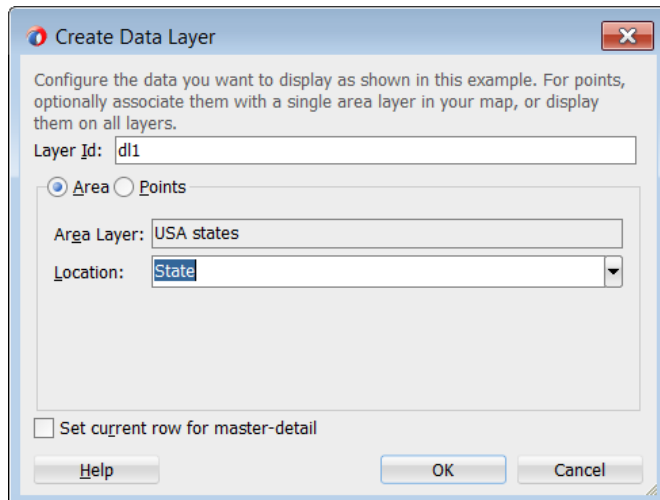 Create Data Layer
Configure the data you want to display as shown in this example. For points,
optionally associate them with a single area layer in your map, or display
them on all layers.
Layer Id: dl1
Area Points
Area Layer: USA states
Location: State
Set current row for master-detail
Help OK Cancel